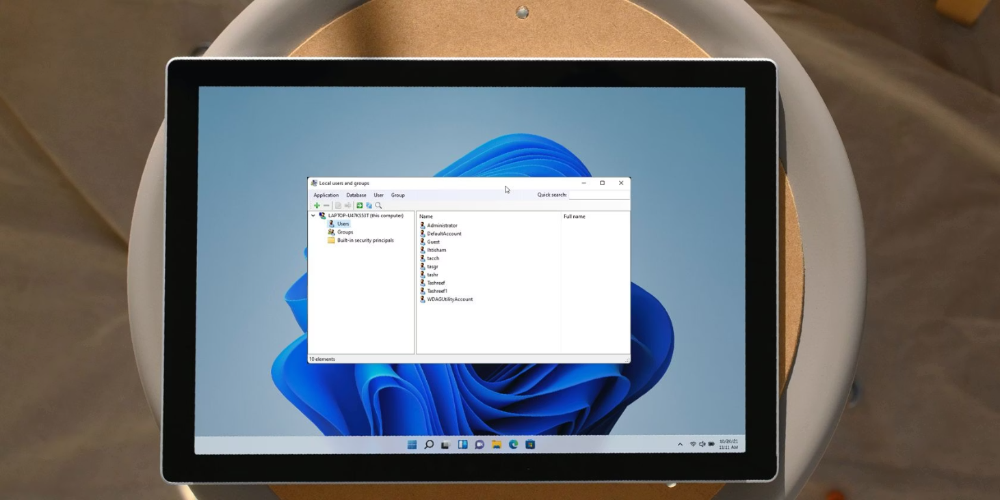 Local users and groups
Application Database User Group Quick search:
LAPTOP-U47KS53T (this computer)
Users
Groups
Built-in security principals
Name Full name
Administrator
DefaultAccount
Guest
Ihtisham
tacch
tasgr
tashr
Tashreef
Tashreef1
WDAGUtilityAccount
10 elements
10/20/21
11:11 AM